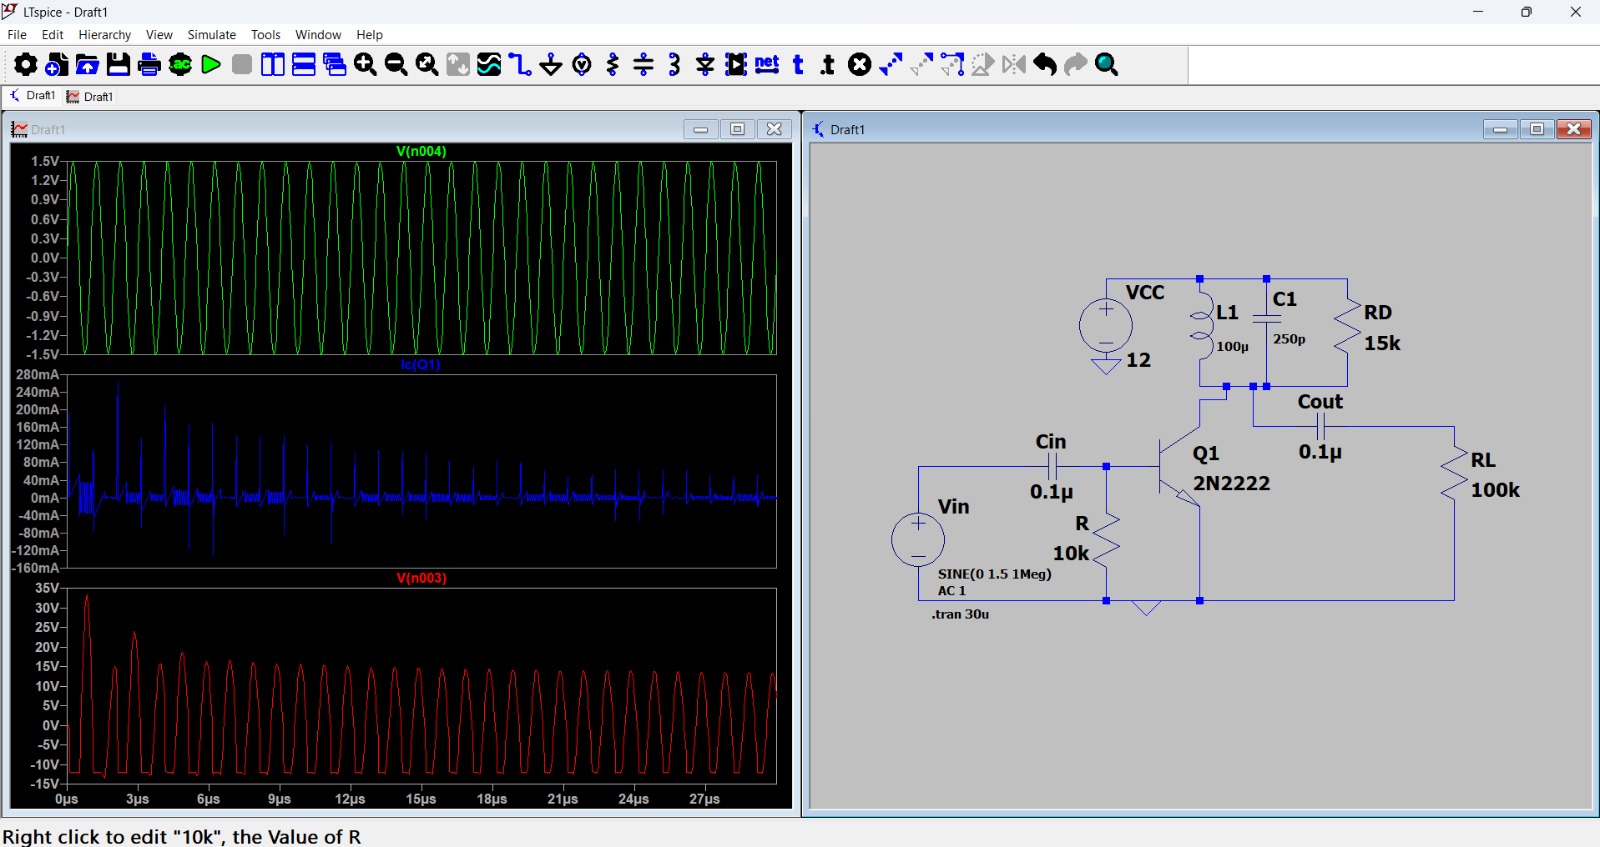 LTspice - Draft1
File Edit Hierarchy View Simulate Tools Window Help
ac
net
t
.t
Draft1 Draft1
Draft1
V(n004)
1.5V
1.2V
0.9V
0.6V
0.3V
0.0V
-0.3V
-0.6V
-0.9V
-1.2V
-1.5V
Ic(Q1)
280mA
240mA
200mA
160mA
120mA
80mA
40mA
0mA
-40mA
-80mA
-120mA
-160mA
V(n003)
35V
30V
25V
20V
15V
10V
5V
0V
-5V
-10V
-15V
0µs 3µs 6µs 9µs 12µs 15µs 18µs 21µs 24µs 27µs
Draft1
VCC
12
L1
100µ
C1
250p
RD
15k
Cout
0.1µ
Cin
0.1µ
Q1
2N2222
RL
100k
Vin
R
10k
SINE(0 1.5 1Meg)
AC 1
.tran 30u
Right click to edit "10k", the Value of R